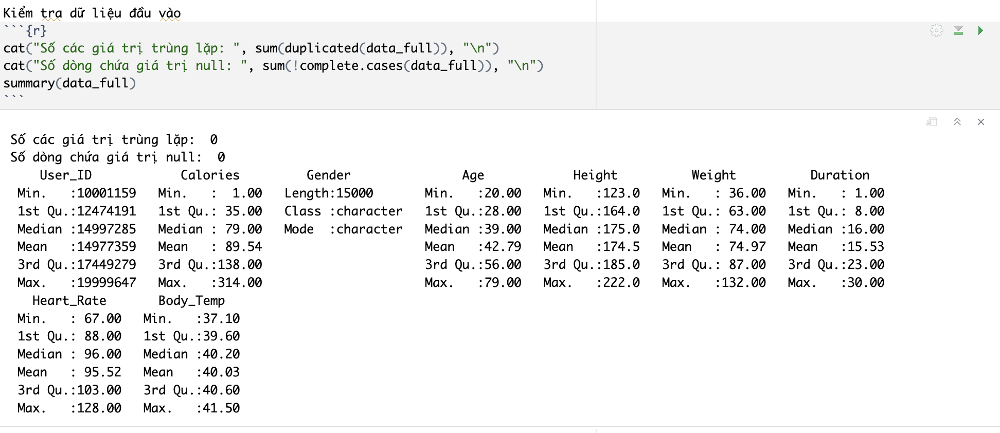 Kiểm tra dữ liệu đầu vào
```{r}
cat("Số các giá trị trùng lặp: ", sum(duplicated(data_full)), "\n")
cat("Số dòng chứa giá trị null: ", sum(!complete.cases(data_full)), "\n")
summary(data_full)
```
Số các giá trị trùng lặp:  0
Số dòng chứa giá trị null:  0
    User_ID            Calories         Gender               Age            Height          Weight          Duration
 Min.   :10001159   Min.   :  1.00   Length:15000       Min.   :20.00   Min.   :123.0   Min.   : 36.00   Min.   : 1.00
 1st Qu.:12474191   1st Qu.: 35.00   Class :character   1st Qu.:28.00   1st Qu.:164.0   1st Qu.: 63.00   1st Qu.: 8.00
 Median :14997285   Median : 79.00   Mode  :character   Median :39.00   Median :175.0   Median : 74.00   Median :16.00
 Mean   :14977359   Mean   : 89.54                      Mean   :42.79   Mean   :174.5   Mean   : 74.97   Mean   :15.53
 3rd Qu.:17449279   3rd Qu.:138.00                      3rd Qu.:56.00   3rd Qu.:185.0   3rd Qu.: 87.00   3rd Qu.:23.00
 Max.   :19999647   Max.   :314.00                      Max.   :79.00   Max.   :222.0   Max.   :132.00   Max.   :30.00
   Heart_Rate       Body_Temp
 Min.   : 67.00   Min.   :37.10
 1st Qu.: 88.00   1st Qu.:39.60
 Median : 96.00   Median :40.20
 Mean   : 95.52   Mean   :40.03
 3rd Qu.:103.00   3rd Qu.:40.60
 Max.   :128.00   Max.   :41.50